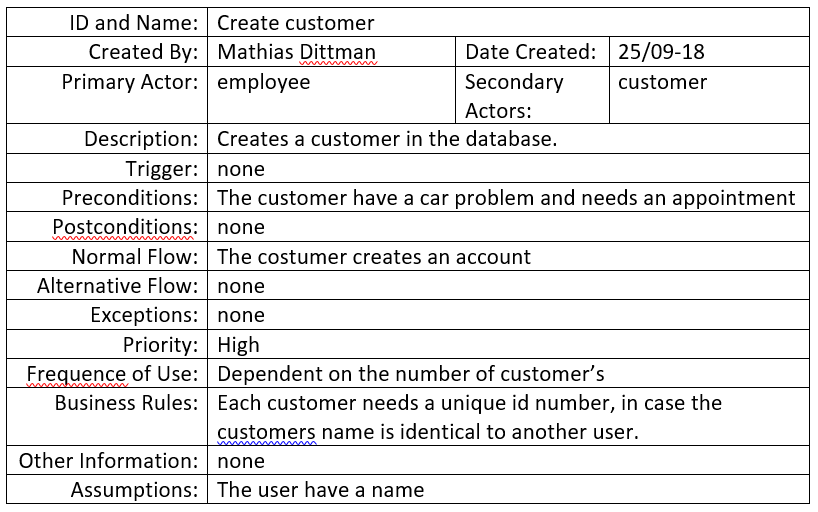 ID and Name: Create customer
Created By: Mathias Dittman Date Created: 25/09-18
Primary Actor: employee Secondary Actors: customer
Description: Creates a customer in the database.
Trigger: none
Preconditions: The customer have a car problem and needs an appointment
Postconditions: none
Normal Flow: The costumer creates an account
Alternative Flow: none
Exceptions: none
Priority: High
Frequence of Use: Dependent on the number of customer’s
Business Rules: Each customer needs a unique id number, in case the
customers name is identical to another user.
Other Information: none
Assumptions: The user have a name